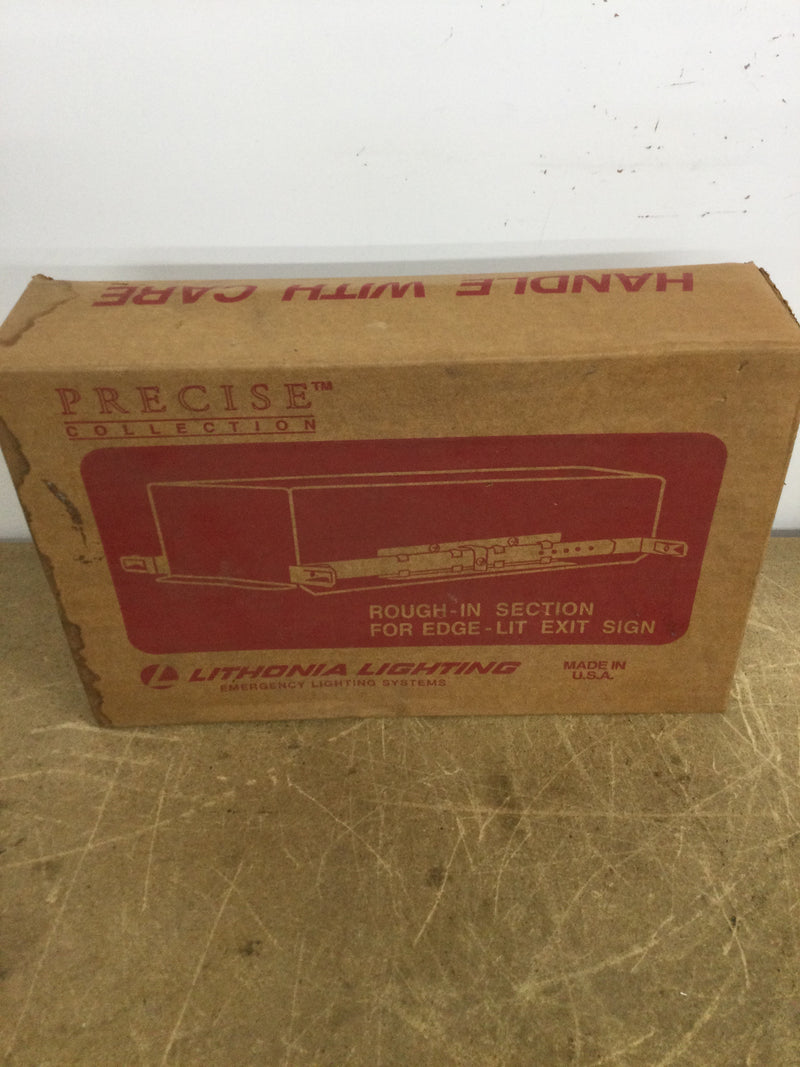 HANDLE WITH CARE
PRECISE™
COLLECTION
ROUGH-IN SECTION
FOR EDGE-LIT EXIT SIGN
LITHONIA LIGHTING
EMERGENCY LIGHTING SYSTEMS
MADE IN
U.S.A.